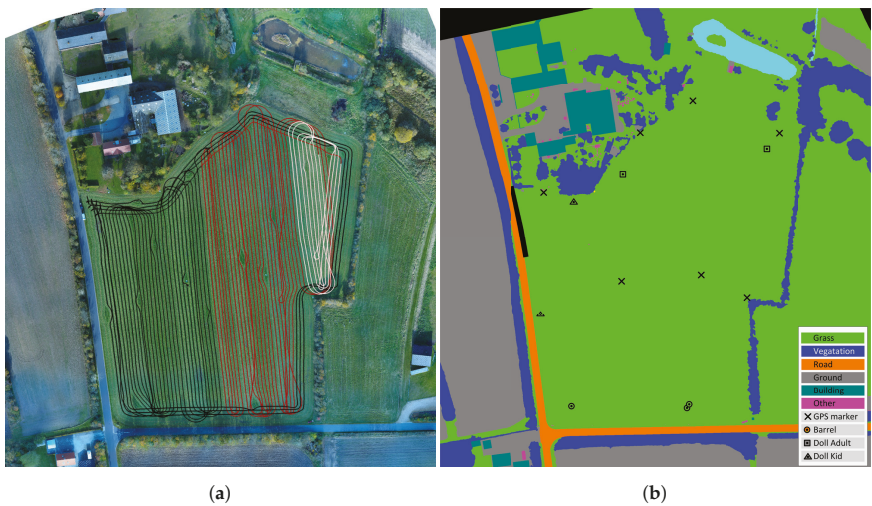 Grass
Vegatation
Road
Ground
Building
Other
GPS marker
Barrel
Doll Adult
Doll Kid
(a)
(b)